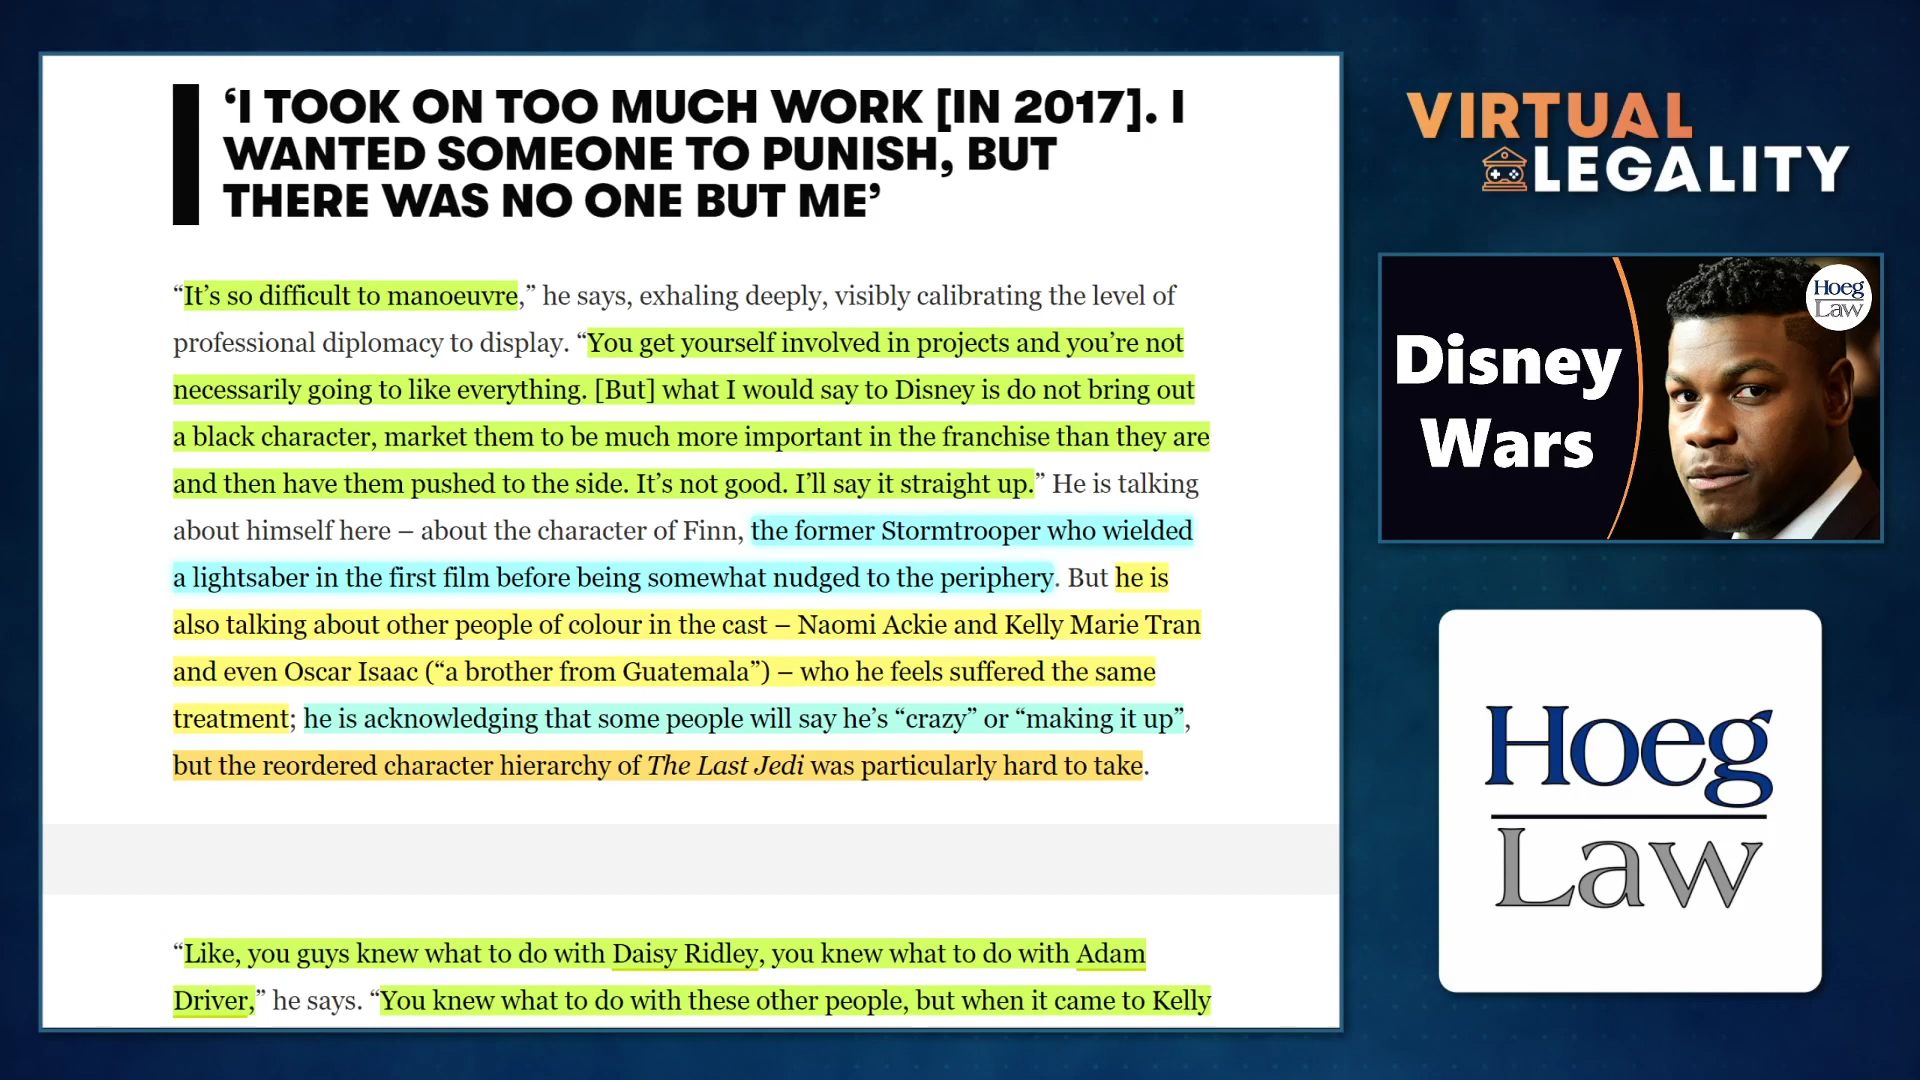 ‘I TOOK ON TOO MUCH WORK [IN 2017]. I
WANTED SOMEONE TO PUNISH, BUT
THERE WAS NO ONE BUT ME’
“It’s so difficult to manoeuvre,” he says, exhaling deeply, visibly calibrating the level of
professional diplomacy to display. “You get yourself involved in projects and you’re not
necessarily going to like everything. [But] what I would say to Disney is do not bring out
a black character, market them to be much more important in the franchise than they are
and then have them pushed to the side. It’s not good. I’ll say it straight up.” He is talking
about himself here – about the character of Finn, the former Stormtrooper who wielded
a lightsaber in the first film before being somewhat nudged to the periphery. But he is
also talking about other people of colour in the cast – Naomi Ackie and Kelly Marie Tran
and even Oscar Isaac (“a brother from Guatemala”) – who he feels suffered the same
treatment; he is acknowledging that some people will say he’s “crazy” or “making it up”,
but the reordered character hierarchy of The Last Jedi was particularly hard to take.
“Like, you guys knew what to do with Daisy Ridley, you knew what to do with Adam
Driver,” he says. “You knew what to do with these other people, but when it came to Kelly
VIRTUAL
LEGALITY
Disney
Wars
Hoeg
Law
Hoeg
Law